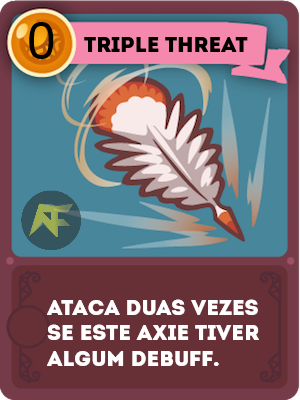 0
TRIPLE THREAT
ATACA DUAS VEZES
SE ESTE AXIE TIVER
ALGUM DEBUFF.